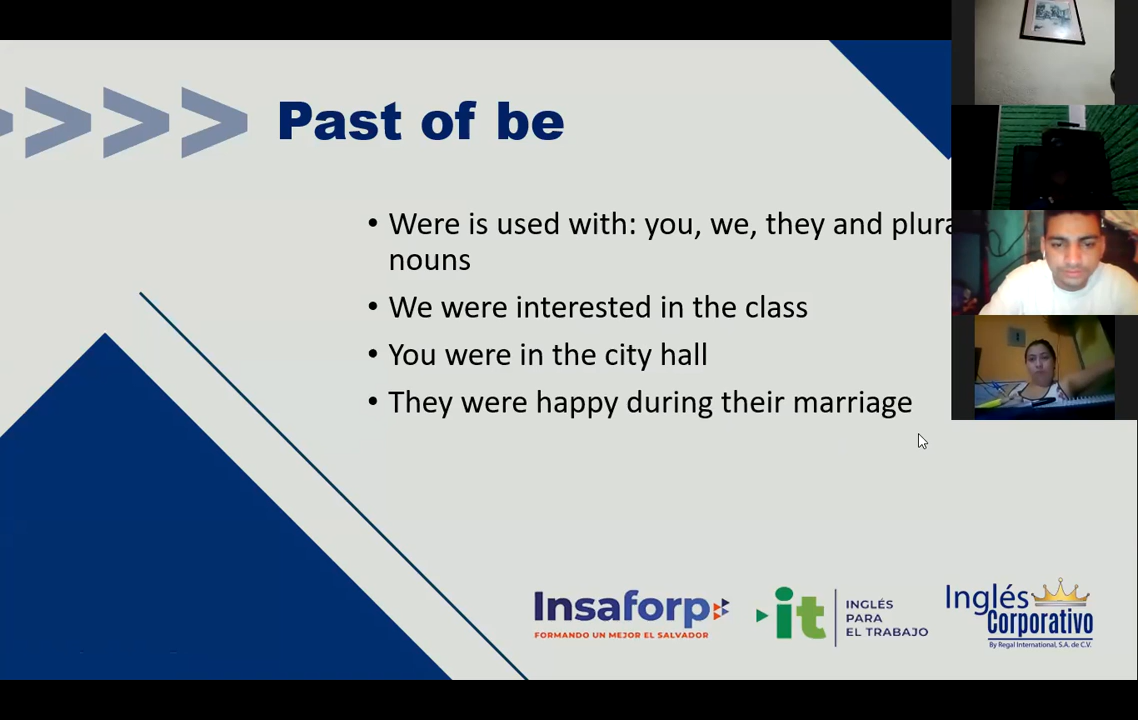 >>>>
Past of be
• Were is used with: you, we, they and
nouns
• We were interested in the class
• You were in the city hall
• They were happy during their marriage
Insaforp
FORMANDO UN MEJOR EL SALVADOR
it
INGLÉS
PARA
EL TRABAJO
Inglés
Corporativo
By Regal International, S.A. de C.V.